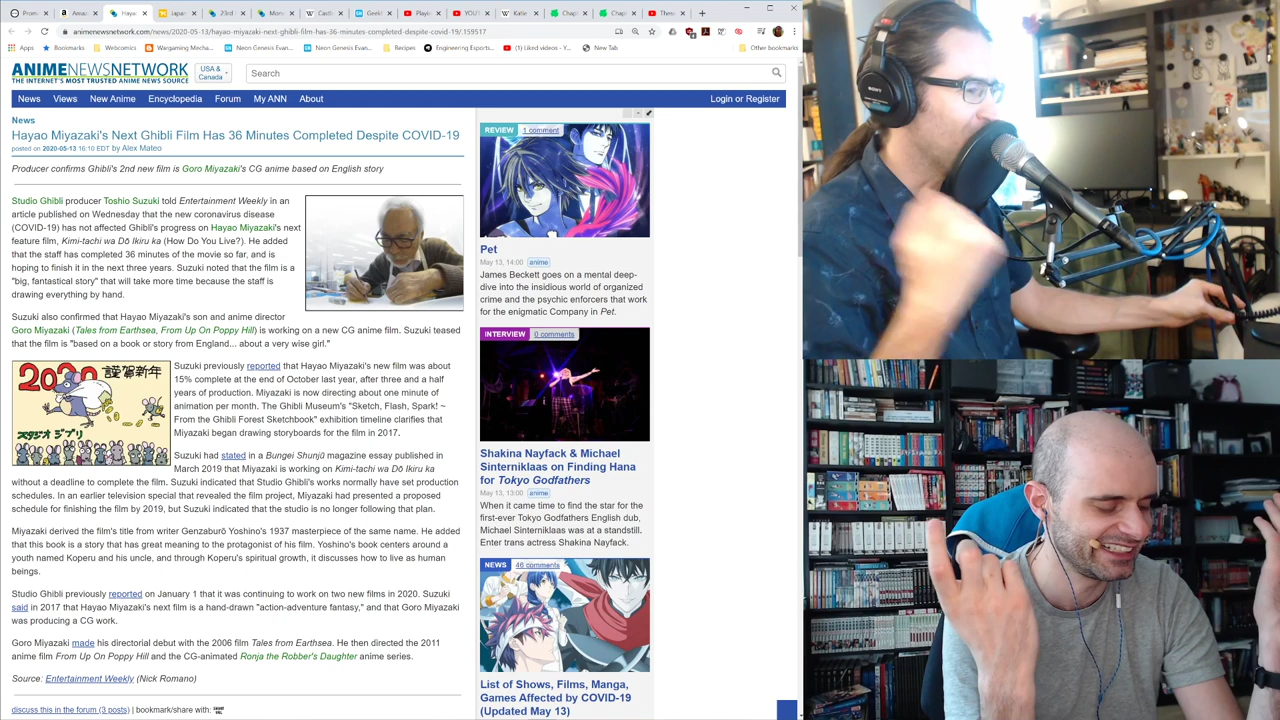 Prom
Amaz
Haya
Japan
23rd
Mons
Castle
Geekb
Playin
YOUT
Katie
Chapt
Chapt
These
animenewsnetwork.com/news/2020-05-13/hayao-miyazaki-next-ghibli-film-has-36-minutes-completed-despite-covid-19/.159517
Apps
Bookmarks
Webcomics
Wargaming Mecha...
Neon Genesis Evan...
Neon Genesis Evan...
Recipes
Engineering Esports...
(1) Liked videos - Y...
New Tab
Other bookmarks
ANIMENEWSNETWORK
THE INTERNET'S MOST TRUSTED ANIME NEWS SOURCE
USA &
Canada
Search
News Views New Anime Encyclopedia Forum My ANN About Login or Register
News
Hayao Miyazaki's Next Ghibli Film Has 36 Minutes Completed Despite COVID-19
posted on 2020-05-13 16:10 EDT by Alex Mateo
Producer confirms Ghibli's 2nd new film is Goro Miyazaki's CG anime based on English story
Studio Ghibli producer Toshio Suzuki told Entertainment Weekly in an
article published on Wednesday that the new coronavirus disease
(COVID-19) has not affected Ghibli's progress on Hayao Miyazaki's next
feature film, Kimi-tachi wa Dō Ikiru ka (How Do You Live?). He added
that the staff has completed 36 minutes of the movie so far, and is
hoping to finish it in the next three years. Suzuki noted that the film is a
"big, fantastical story" that will take more time because the staff is
drawing everything by hand.
Suzuki also confirmed that Hayao Miyazaki's son and anime director
Goro Miyazaki (Tales from Earthsea, From Up On Poppy Hill) is working on a new CG anime film. Suzuki teased
that the film is "based on a book or story from England... about a very wise girl."
2020
謹賀新年
スタジオジブリ
Suzuki previously reported that Hayao Miyazaki's new film was about
15% complete at the end of October last year, after three and a half
years of production. Miyazaki is now directing about one minute of
animation per month. The Ghibli Museum's "Sketch, Flash, Spark! ~
From the Ghibli Forest Sketchbook" exhibition timeline clarifies that
Miyazaki began drawing storyboards for the film in 2017.
Suzuki had stated in a Bungei Shunjū magazine essay published in
March 2019 that Miyazaki is working on Kimi-tachi wa Dō Ikiru ka
without a deadline to complete the film. Suzuki indicated that Studio Ghibli's works normally have set production
schedules. In an earlier television special that revealed the film project, Miyazaki had presented a proposed
schedule for finishing the film by 2019, but Suzuki indicated that the studio is no longer following that plan.
Miyazaki derived the film's title from writer Genzaburō Yoshino's 1937 masterpiece of the same name. He added
that this book is a story that has great meaning to the protagonist of his film. Yoshino's book centers around a
youth named Koperu and his uncle, and through Koperu's spiritual growth, it discusses how to live as human
beings.
Studio Ghibli previously reported on January 1 that it was continuing to work on two new films in 2020. Suzuki
said in 2017 that Hayao Miyazaki's next film is a hand-drawn "action-adventure fantasy," and that Goro Miyazaki
was producing a CG work.
Goro Miyazaki made his directorial debut with the 2006 film Tales from Earthsea. He then directed the 2011
anime film From Up On Poppy Hill and the CG-animated Ronja the Robber's Daughter anime series.
Source: Entertainment Weekly (Nick Romano)
discuss this in the forum (3 posts) | bookmark/share with:
REVIEW 1 comment
Pet
May 13, 14:00 anime
James Beckett goes on a mental deep-
dive into the insidious world of organized
crime and the psychic enforcers that work
for the enigmatic Company in Pet.
INTERVIEW 0 comments
Shakina Nayfack & Michael
Sinterniklaas on Finding Hana
for Tokyo Godfathers
May 13, 13:00 anime
When it came time to find the star for the
first-ever Tokyo Godfathers English dub,
Michael Sinterniklaas was at a standstill.
Enter trans actress Shakina Nayfack.
NEWS 46 comments
List of Shows, Films, Manga,
Games Affected by COVID-19
(Updated May 13)
SONY